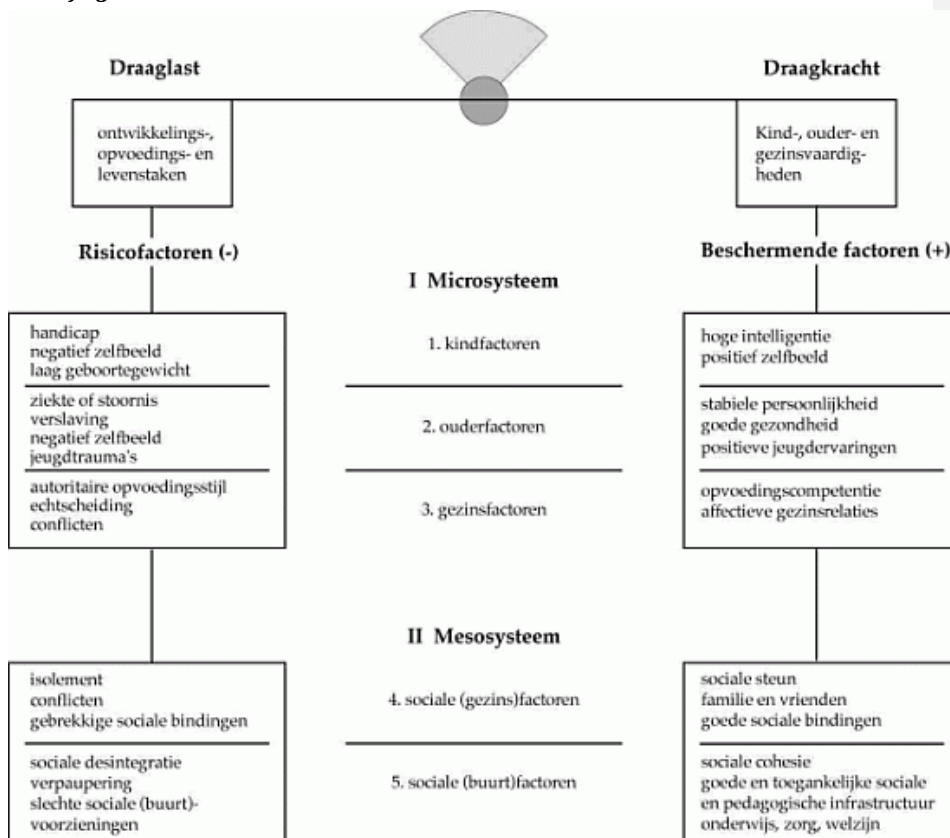 Draaglast
Draagkracht
ontwikkelings-,
opvoedings- en
levenstaken
Kind-, ouder- en
gezinsvaardig-
heden
Risicofactoren (-)
Beschermende factoren (+)
I Microsysteem
handicap
negatief zelfbeeld
laag geboortegewicht
1. kindfactoren
hoge intelligentie
positief zelfbeeld
ziekte of stoornis
verslaving
negatief zelfbeeld
jeugdtrauma's
2. ouderfactoren
stabiele persoonlijkheid
goede gezondheid
positieve jeugdervaringen
autoritaire opvoedingsstijl
echtscheiding
conflicten
3. gezinsfactoren
opvoedingscompetentie
affectieve gezinsrelaties
II Mesosysteem
isolement
conflicten
gebrekkige sociale bindingen
4. sociale (gezins)factoren
sociale steun
familie en vrienden
goede sociale bindingen
sociale desintegratie
verpaupering
slechte sociale (buurt)-
voorzieningen
5. sociale (buurt)factoren
sociale cohesie
goede en toegankelijke sociale
en pedagogische infrastructuur
onderwijs, zorg, welzijn